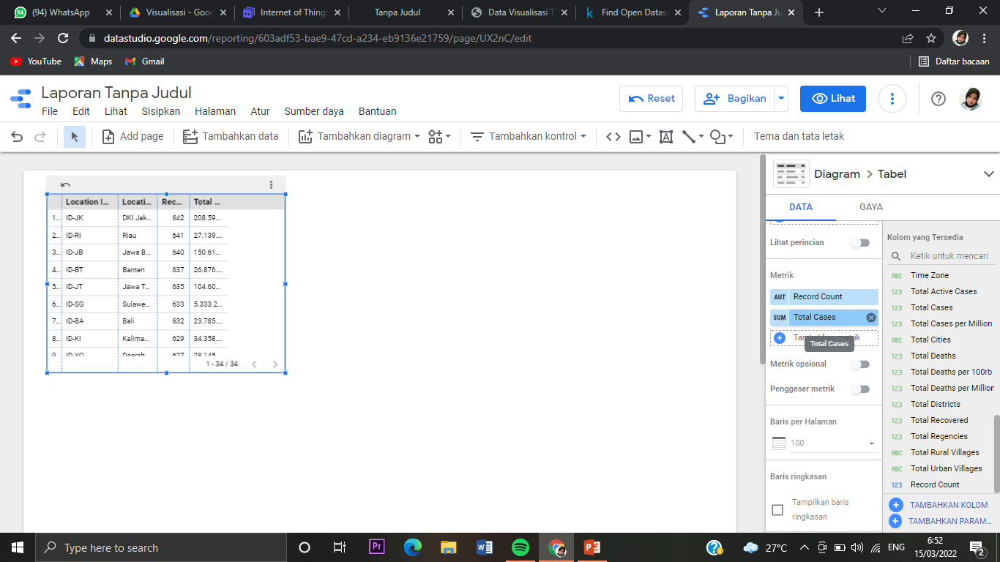 (94) WhatsApp
Visualisasi - Goog
Internet of Thing
Tanpa Judul
Data Visualisasi T
Find Open Datase
Laporan Tanpa Ju
datastudio.google.com/reporting/603adf53-bae9-47cd-a234-eb9136e21759/page/UX2nC/edit
YouTube
Maps
Gmail
Daftar bacaan
Laporan Tanpa Judul
File Edit Lihat Sisipkan Halaman Atur Sumber daya Bantuan
Reset
Bagikan
Lihat
Add page
Tambahkan data
Tambahkan diagram
Tambahkan kontrol
Tema dan tata letak
Location I... Locati... Rec... Total ...
1... ID-JK DKI Jak... 642 208.59...
2... ID-RI Riau 641 27.139....
3... ID-JB Jawa B... 640 150.61...
4... ID-BT Banten 637 26.876....
5... ID-JT Jawa T... 635 104.60...
6... ID-SG Sulawe... 633 5.333.2...
7... ID-BA Bali 632 23.785....
8... ID-KI Kalima... 629 34.358....
9... ID-YO Daerah... 627 28.145....
1 - 34 / 34
Diagram > Tabel
DATA
GAYA
Lihat perincian
Metrik
AUT Record Count
SUM Total Cases
Total Cases
Metrik opsional
Penggeser metrik
Baris per Halaman
100
Baris ringkasan
Tampilkan baris
ringkasan
Kolom yang Tersedia
Ketik untuk mencari
ABC Time Zone
123 Total Active Cases
123 Total Cases
123 Total Cases per Million
ABC Total Cities
123 Total Deaths
123 Total Deaths per 100rb
123 Total Deaths per Million
123 Total Districts
123 Total Recovered
123 Total Regencies
ABC Total Rural Villages
ABC Total Urban Villages
123 Record Count
TAMBAHKAN KOLOM
TAMBAHKAN PARAM...
Type here to search
27°C
ENG
6:52
15/03/2022
2